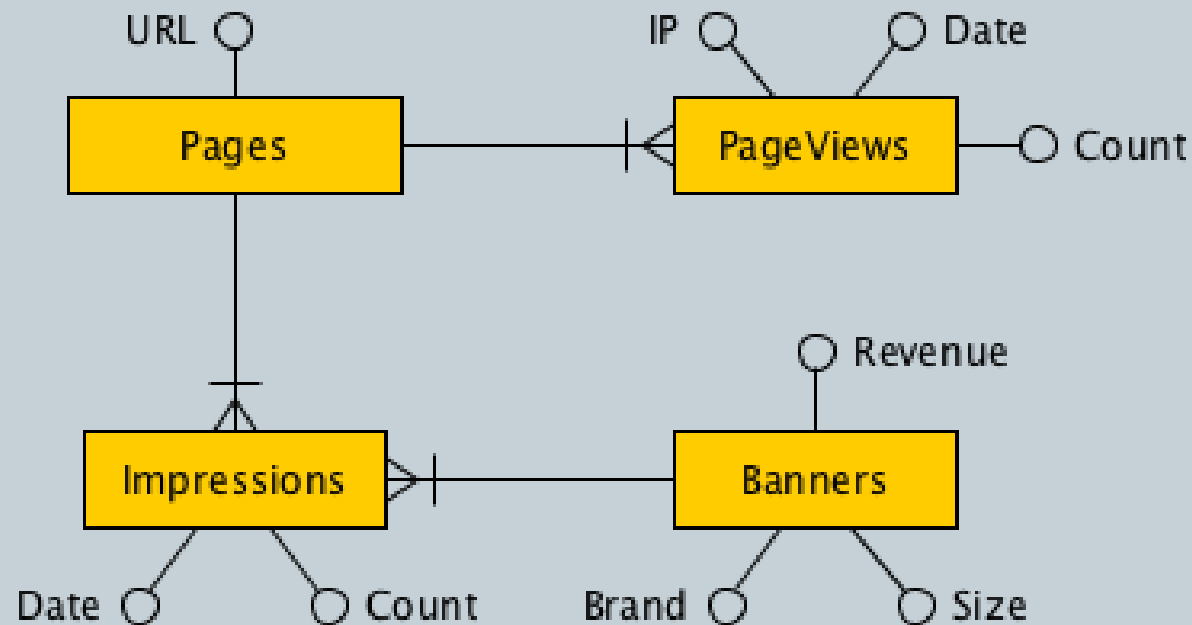 URL
IP
Date
Pages
PageViews
Count
Revenue
Impressions
Banners
Date
Count
Brand
Size